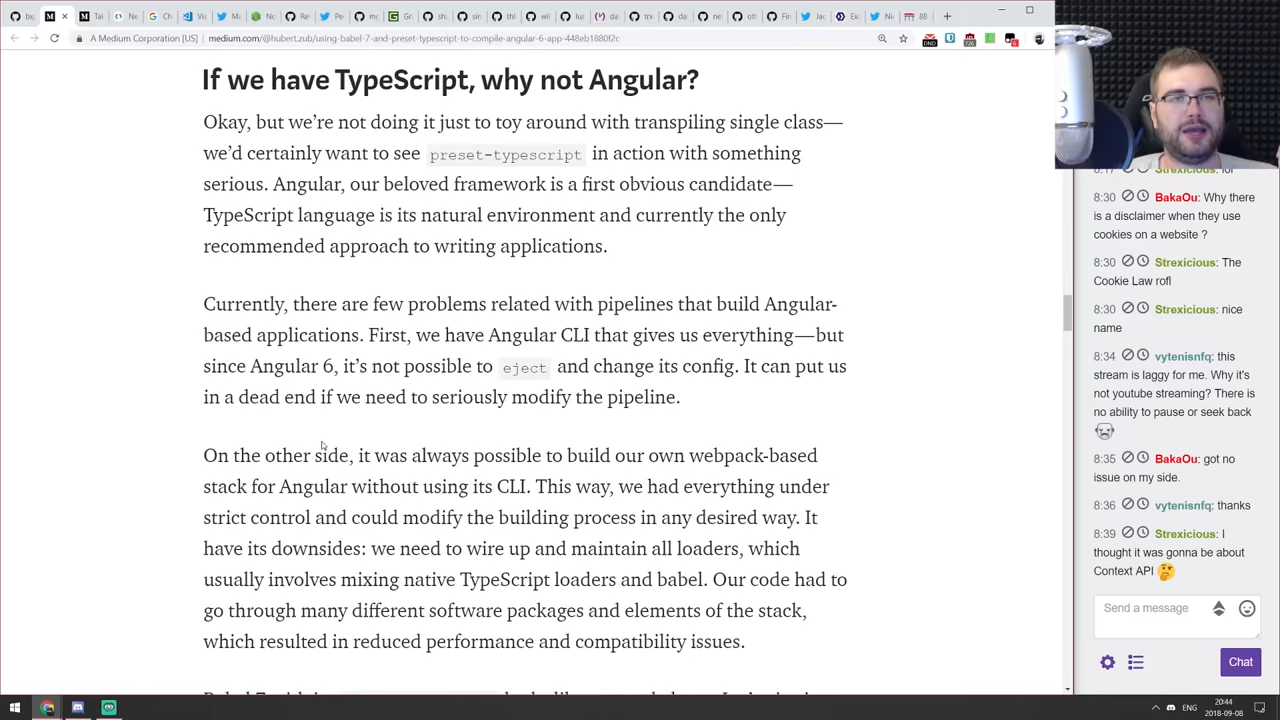 A Medium Corporation [US]
medium.com/@hubert.zub/using-babel-7-and-preset-typescript-to-compile-angular-6-app-448eb1880f2c
If we have TypeScript, why not Angular?
Okay, but we're not doing it just to toy around with transpiling single class—
we'd certainly want to see preset-typescript in action with something
serious. Angular, our beloved framework is a first obvious candidate—
TypeScript language is its natural environment and currently the only
recommended approach to writing applications.
Currently, there are few problems related with pipelines that build Angular-
based applications. First, we have Angular CLI that gives us everything—but
since Angular 6, it's not possible to eject and change its config. It can put us
in a dead end if we need to seriously modify the pipeline.
On the other side, it was always possible to build our own webpack-based
stack for Angular without using its CLI. This way, we had everything under
strict control and could modify the building process in any desired way. It
have its downsides: we need to wire up and maintain all loaders, which
usually involves mixing native TypeScript loaders and babel. Our code had to
go through many different software packages and elements of the stack,
which resulted in reduced performance and compatibility issues.
8:30 BakaOu: Why there
is a disclaimer when they use
cookies on a website ?
8:30 Strexicious: The
Cookie Law rofl
8:30 Strexicious: nice
name
8:34 vytenisnfq: this
stream is laggy for me. Why it's
not youtube streaming? There is
no ability to pause or seek back
8:35 BakaOu: got no
issue on my side.
8:36 vytenisnfq: thanks
8:39 Strexicious: I
thought it was gonna be about
Context API
Send a message
Chat
ENG
20:44
2018-09-08